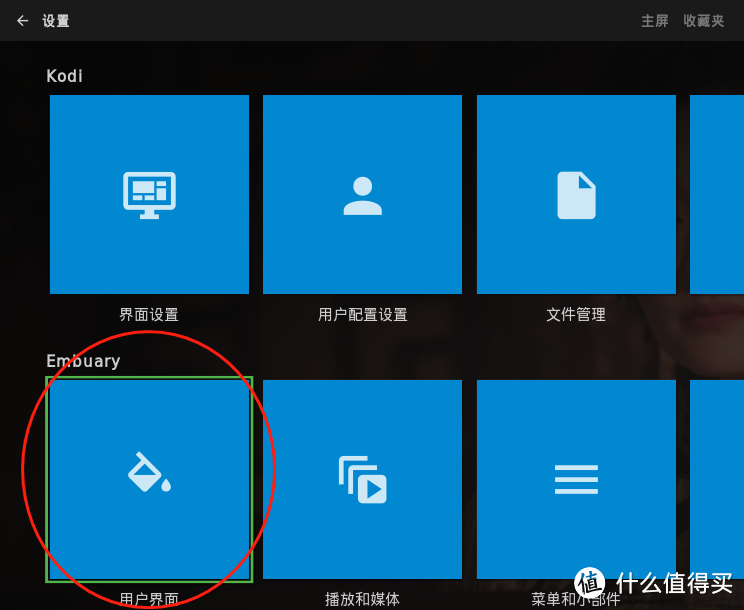 设置 主屏 收藏夹
Kodi
界面设置 用户配置设置 文件管理
Embuary
用户界面 播放和媒体 菜单和小部件
值 什么值得买